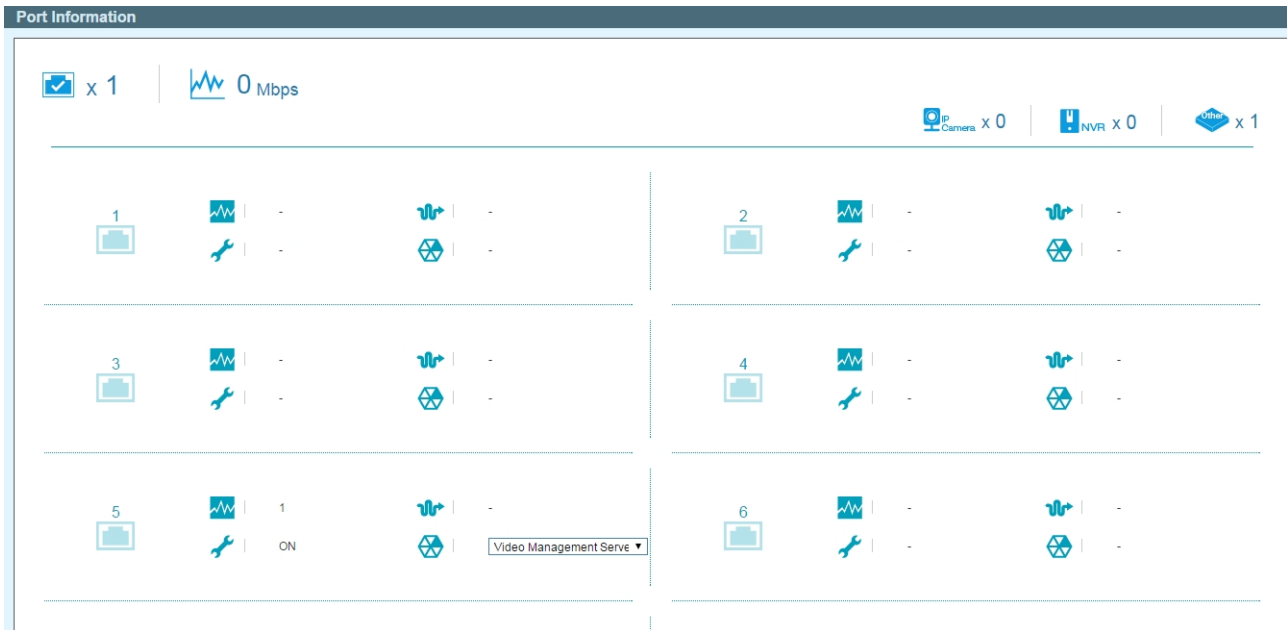 Port Information
x 1 0 Mbps
IP Camera x 0 NVR x 0 Other x 1
1 - - 2 - -
- - - -
3 - - 4 - -
- - - -
5 1 - 6 - -
ON Video Management Serve - -